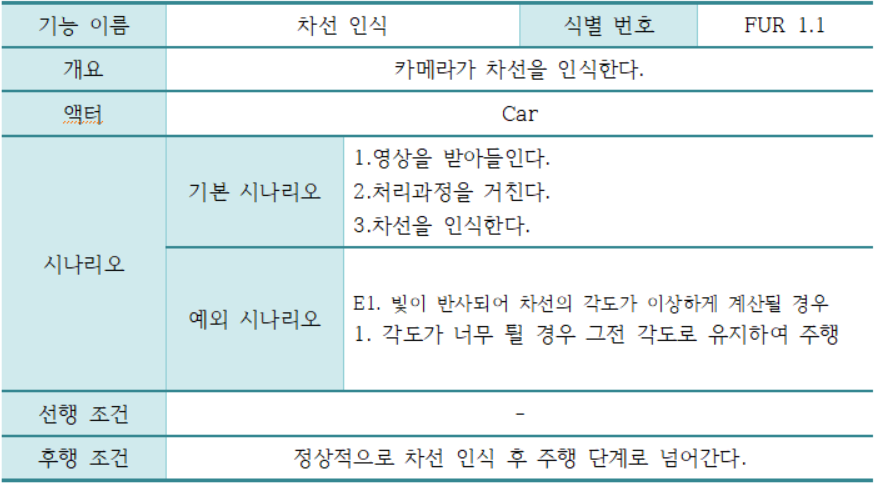 기능 이름 차선 인식 식별 번호 FUR 1.1
개요 카메라가 차선을 인식한다.
액터 Car
시나리오
기본 시나리오
1.영상을 받아들인다.
2.처리과정을 거친다.
3.차선을 인식한다.
예외 시나리오
E1. 빛이 반사되어 차선의 각도가 이상하게 계산될 경우
1. 각도가 너무 튈 경우 그전 각도로 유지하여 주행
선행 조건 -
후행 조건 정상적으로 차선 인식 후 주행 단계로 넘어간다.